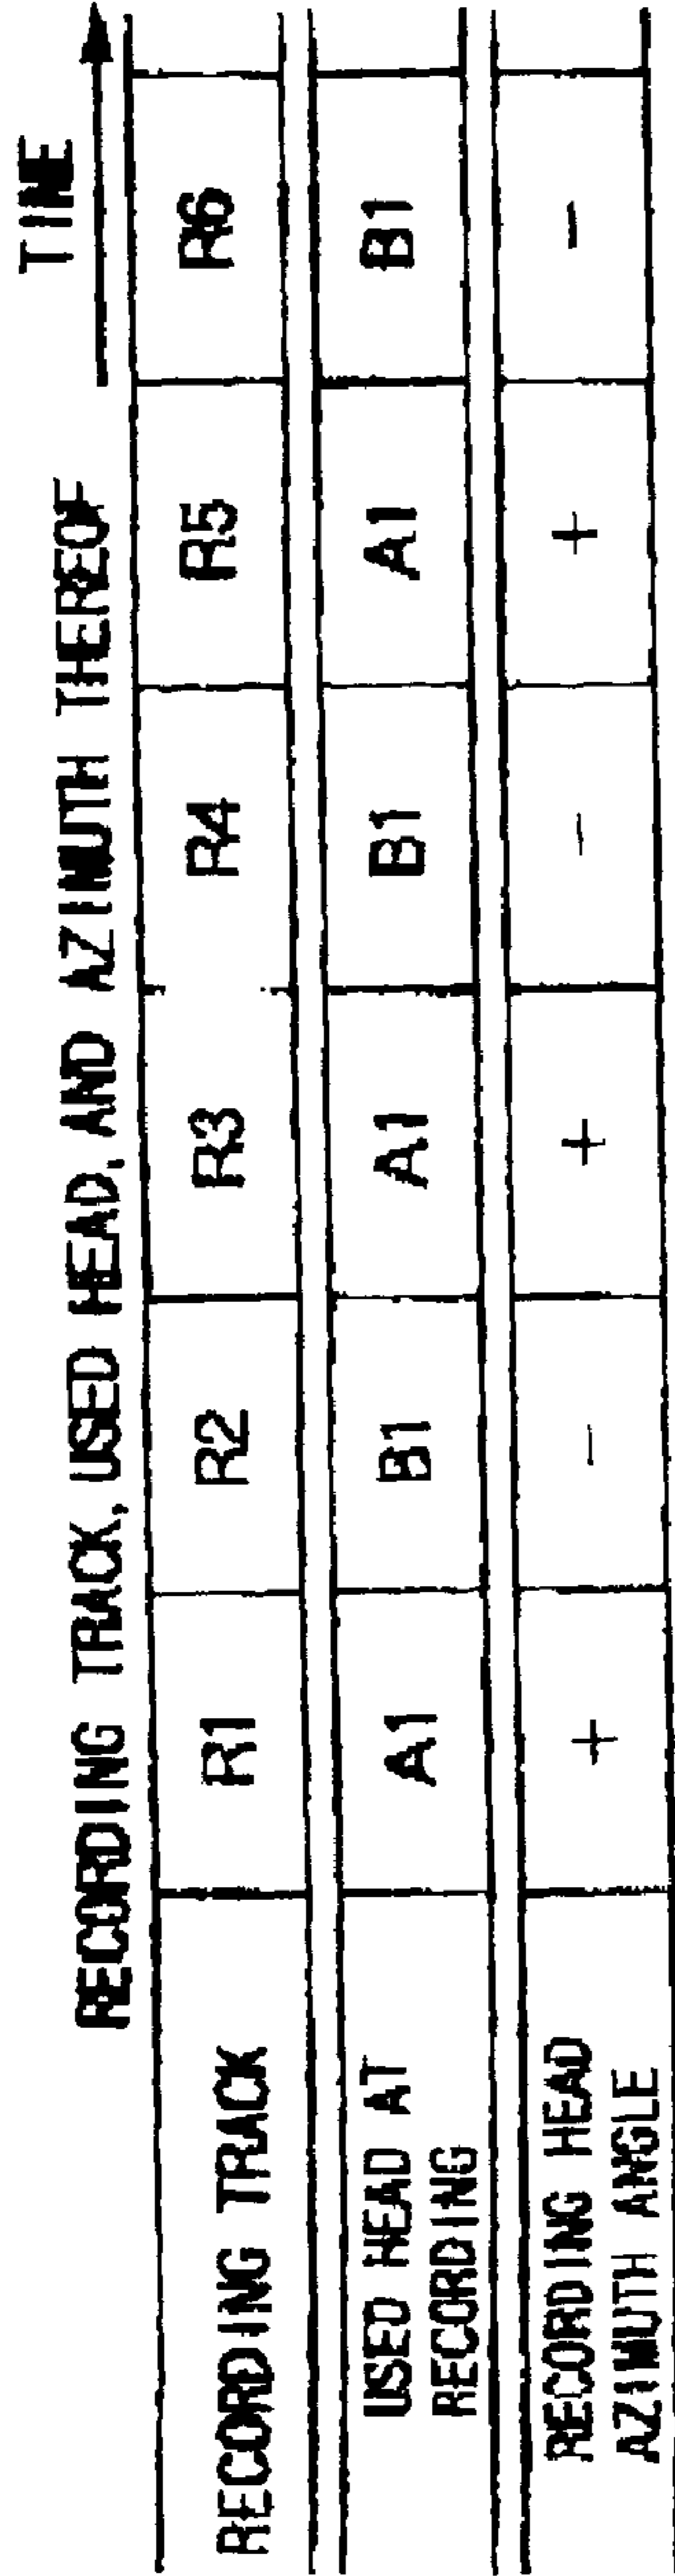 TIME
RECORDING TRACK, USED HEAD, AND AZIMUTH THEREOF
RECORDING TRACK R1 R2 R3 R4 R5 R6
USED HEAD AT
RECORDING
A1 B1 A1 B1 A1 B1
RECORDING HEAD
AZIMUTH ANGLE
+ - + - + -